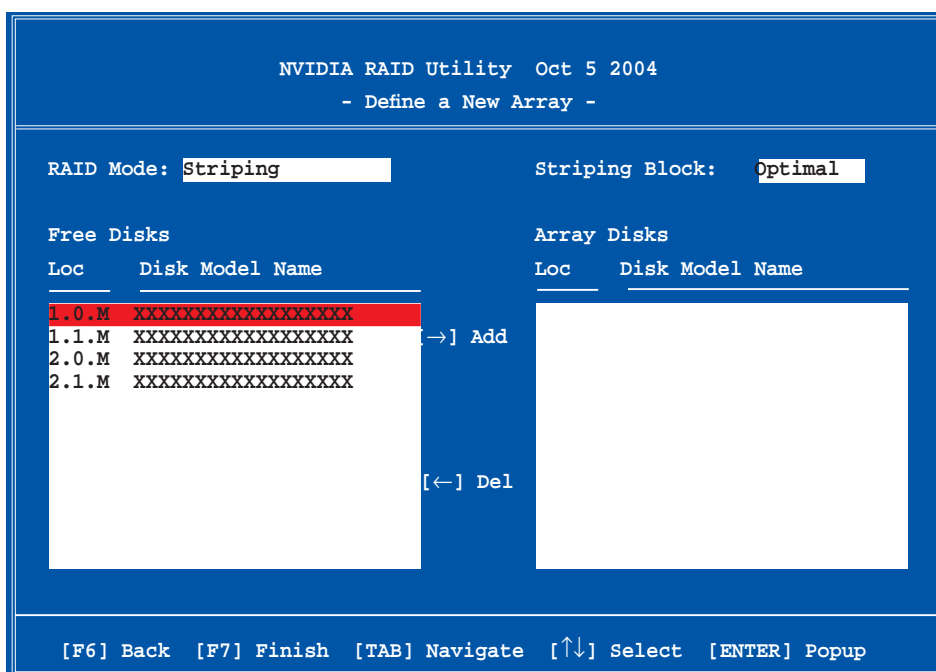 NVIDIA RAID Utility Oct 5 2004
- Define a New Array -
RAID Mode: Striping
Striping Block: Optimal
Free Disks
Loc Disk Model Name
1.0.M XXXXXXXXXXXXXXXXXX
1.1.M XXXXXXXXXXXXXXXXXX
2.0.M XXXXXXXXXXXXXXXXXX
2.1.M XXXXXXXXXXXXXXXXXX
[→] Add
[←] Del
Array Disks
Loc Disk Model Name
[F6] Back [F7] Finish [TAB] Navigate [↑↓] Select [ENTER] Popup